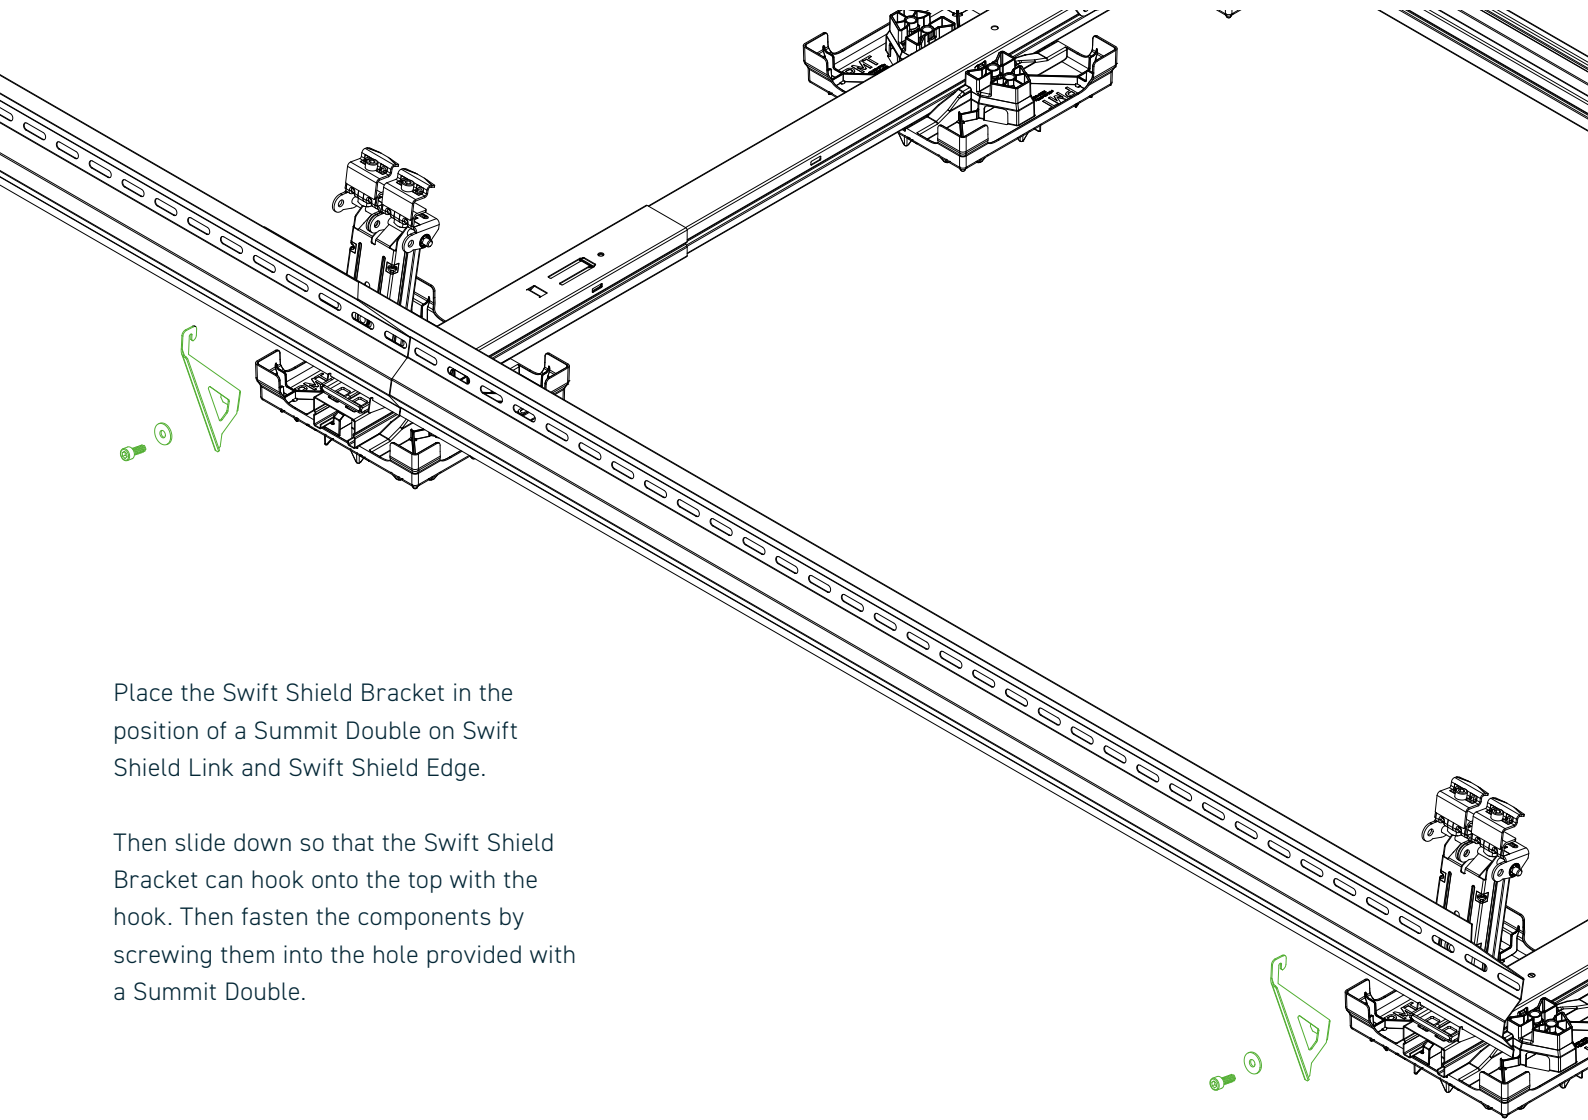 PMT
PMT
Place the Swift Shield Bracket in the
position of a Summit Double on Swift
Shield Link and Swift Shield Edge.
Then slide down so that the Swift Shield
Bracket can hook onto the top with the
hook. Then fasten the components by
screwing them into the hole provided with
a Summit Double.